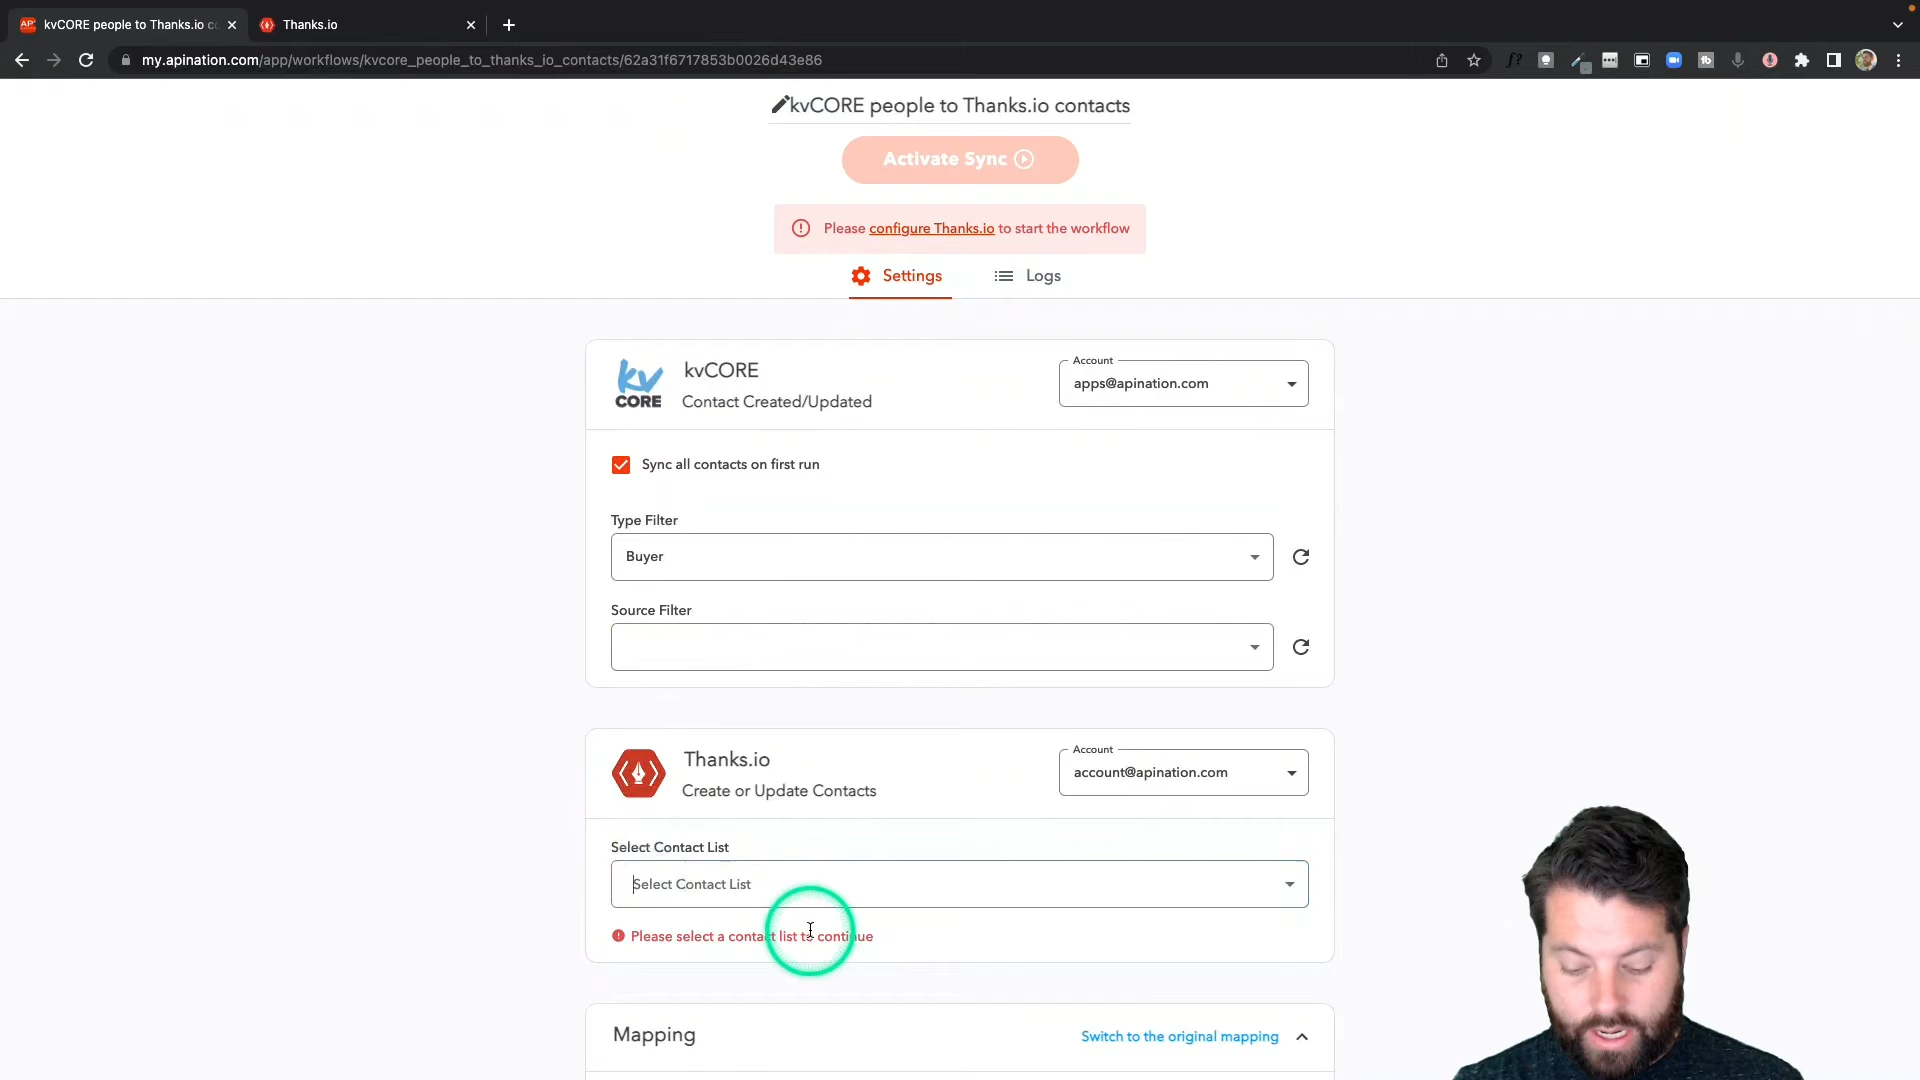 kvCORE people to Thanks.io c
Thanks.io
my.apination.com/app/workflows/kvcore_people_to_thanks_io_contacts/62a31f6717853b0026d43e86
kvCORE people to Thanks.io contacts
Activate Sync
Please configure Thanks.io to start the workflow
Settings
Logs
kv
CORE
kvCORE
Contact Created/Updated
Account
apps@apination.com
Sync all contacts on first run
Type Filter
Buyer
Source Filter
Thanks.io
Create or Update Contacts
Account
account@apination.com
Select Contact List
Select Contact List
Please select a contact list to continue
Mapping
Switch to the original mapping